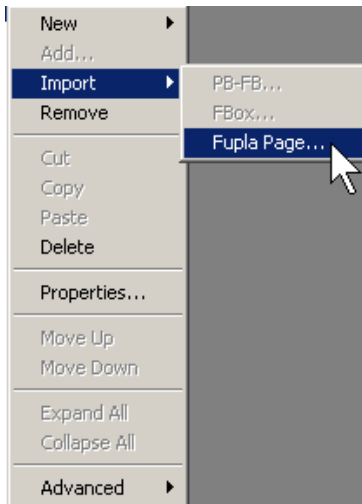 New
Add...
Import
PB-FB...
Remove
FBox...
Fupla Page...
Cut
Copy
Paste
Delete
Properties...
Move Up
Move Down
Expand All
Collapse All
Advanced